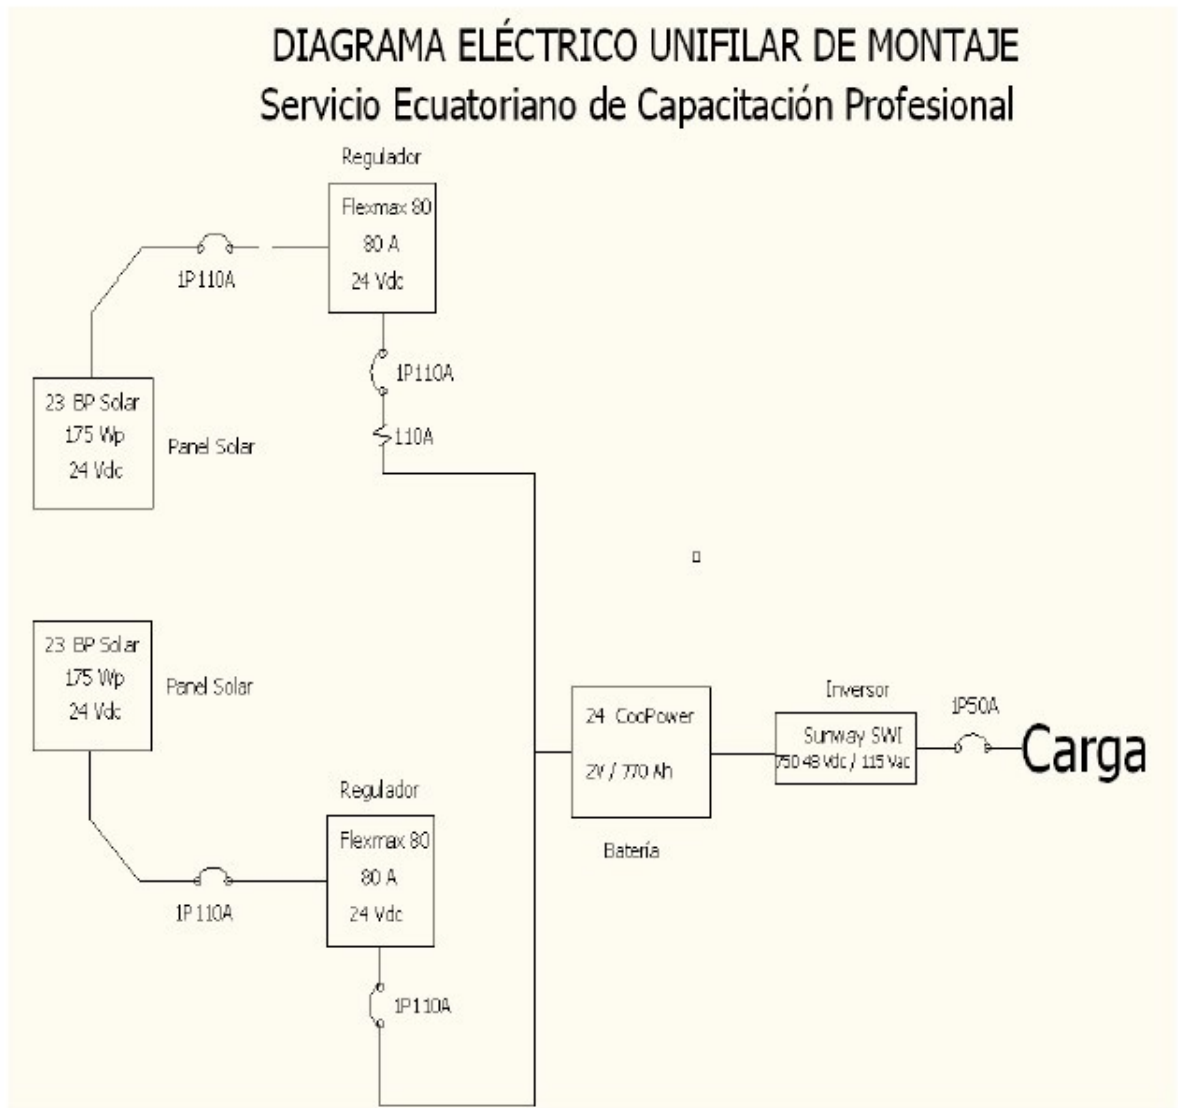 DIAGRAMA ELÉCTRICO UNIFILAR DE MONTAJE
Servicio Ecuatoriano de Capacitación Profesional
Regulador
Flexmax 80
80 A
24 Vdc
1P110A
1P110A
110A
23 BP Solar
175 Wp
24 Vdc
Panel Solar
23 BP Solar
175 Wp
24 Vdc
Panel Solar
Regulador
Flexmax 80
80 A
24 Vdc
1P110A
1P110A
24 CooPower
2V / 770 Ah
Batería
Inversor
Sunway SWI
750 48 Vdc / 115 Vac
1P50A
Carga